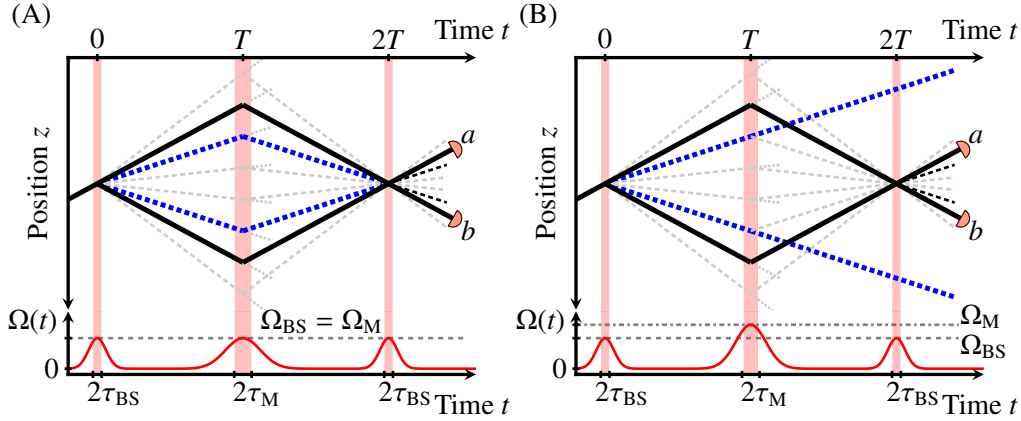 (A)
Time t
0
T
2T
Position z
a
b
Ω(t)
Ω_BS = Ω_M
0
2τ_BS
2τ_M
2τ_BS
Time t
(B)
Time t
0
T
2T
Position z
a
b
Ω(t)
Ω_M
Ω_BS
0
2τ_BS
2τ_M
2τ_BS
Time t